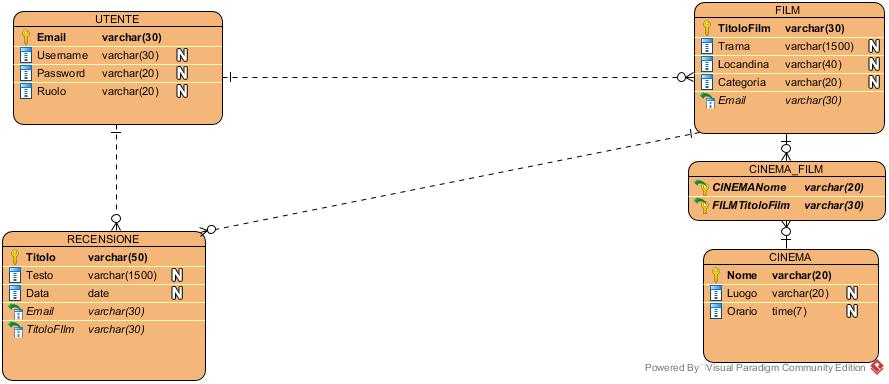 UTENTE
Email varchar(30)
Username varchar(30) N
Password varchar(20) N
Ruolo varchar(20) N
FILM
TitoloFilm varchar(30)
Trama varchar(1500) N
Locandina varchar(40) N
Categoria varchar(20) N
Email varchar(30)
CINEMA_FILM
CINEMANome varchar(20)
FILMTitoloFilm varchar(30)
RECENSIONE
Titolo varchar(50)
Testo varchar(1500) N
Data date N
Email varchar(30)
TitoloFIlm varchar(30)
CINEMA
Nome varchar(20)
Luogo varchar(20) N
Orario time(7) N
Powered By Visual Paradigm Community Edition